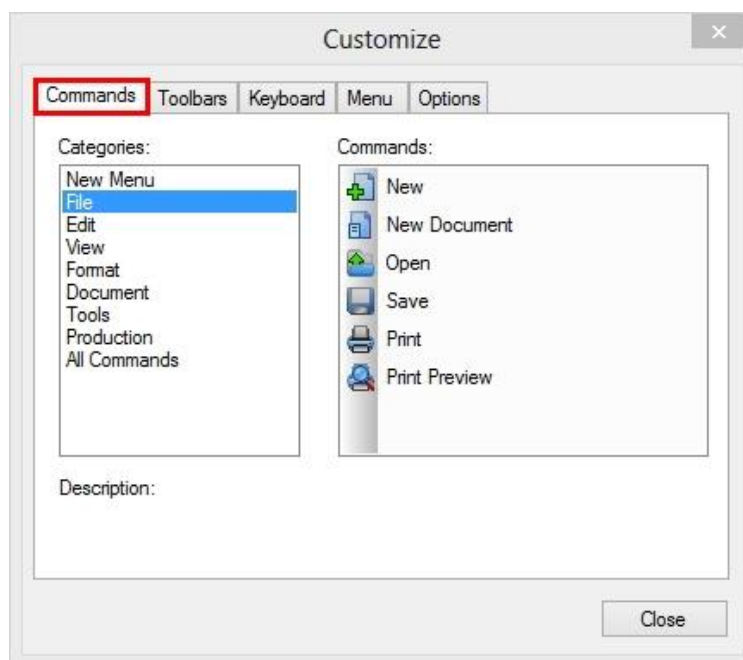 Customize
Commands Toolbars Keyboard Menu Options
Categories:
New Menu
File
Edit
View
Format
Document
Tools
Production
All Commands
Commands:
New
New Document
Open
Save
Print
Print Preview
Description:
Close